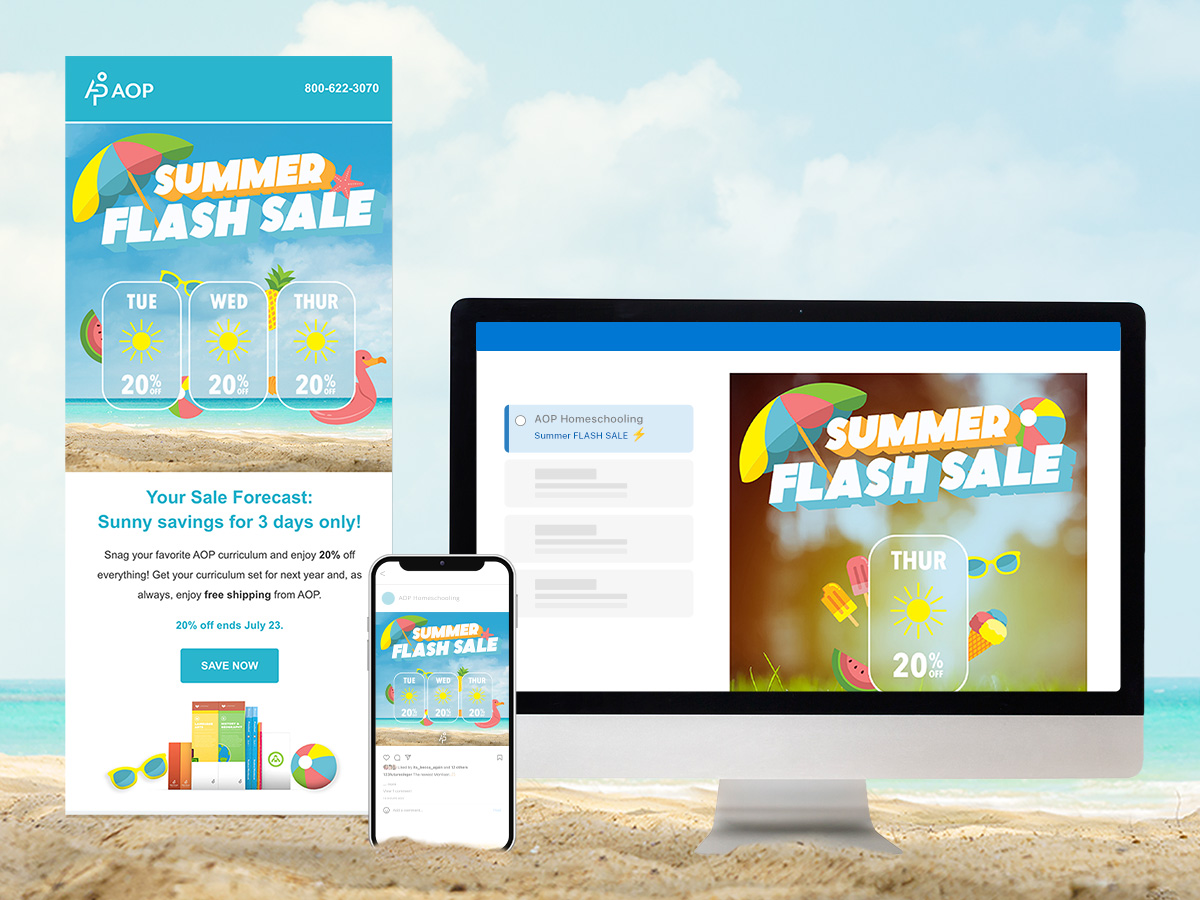 AOP
800-622-3070
SUMMER
FLASH SALE
TUE
WED
THUR
20% OFF
20% OFF
20% OFF
Your Sale Forecast:
Sunny savings for 3 days only!
Snag your favorite AOP curriculum and enjoy 20% off
everything! Get your curriculum set for next year and, as
always, enjoy free shipping from AOP.
20% off ends July 23.
SAVE NOW
AOP Homeschooling
SUMMER
FLASH SALE
TUE
WED
THUR
20%
20%
20%
AOP Homeschooling
Summer FLASH SALE ⚡
SUMMER
FLASH SALE
THUR
20% OFF